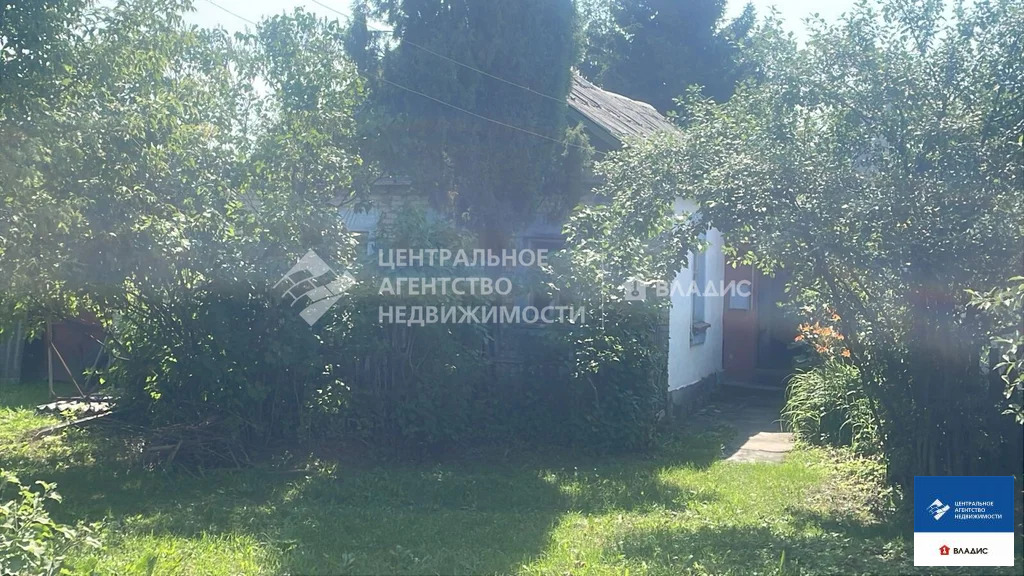 ЦЕНТРАЛЬНОЕ
АГЕНТСТВО
НЕДВИЖИМОСТИ
ВЛАДИС
ЦЕНТРАЛЬНОЕ
АГЕНТСТВО
НЕДВИЖИМОСТИ
ВЛАДИС